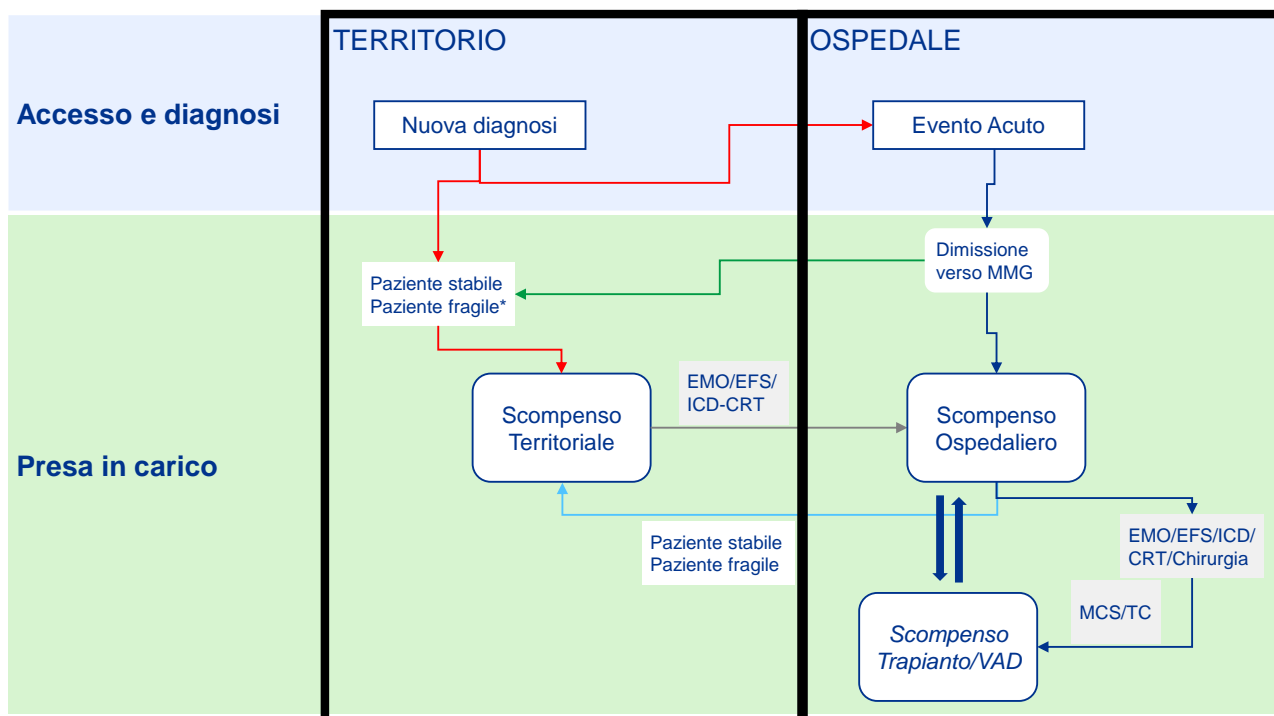 TERRITORIO
OSPEDALE
Accesso e diagnosi
Nuova diagnosi
Evento Acuto
Dimissione
verso MMG
Paziente stabile
Paziente fragile*
EMO/EFS/
ICD-CRT
Scompenso
Territoriale
Scompenso
Ospedaliero
Presa in carico
Paziente stabile
Paziente fragile
EMO/EFS/ICD/
CRT/Chirurgia
MCS/TC
Scompenso
Trapianto/VAD